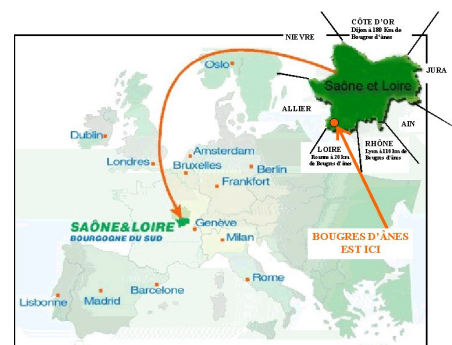 CÔTE D'OR
Dijon à 180 Km de
Bougres d'ânes
NIEVRE
JURA
Saône et Loire
ALLIER
AIN
LOIRE
Roanne à 20 km
de Bougres d'ânes
RHÔNE
Lyon à 110 km de
Bougres d'ânes
BOUGRES D'ÂNES
EST ICI
Oslo
Dublin
Londres
Amsterdam
Bruxelles
Berlin
Frankfort
SAÔNE&LOIRE
BOURGOGNE DU SUD
Genève
Milan
Rome
Barcelone
Madrid
Lisbonne